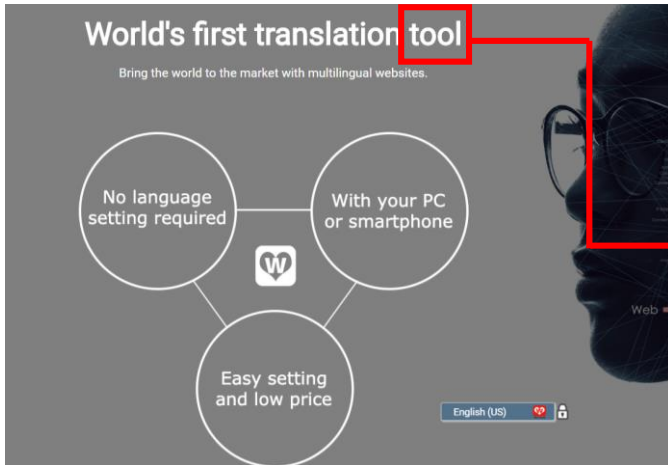 World's first translation tool
Bring the world to the market with multilingual websites.
No language
setting required
With your PC
or smartphone
W
Easy setting
and low price
Web
English (US)